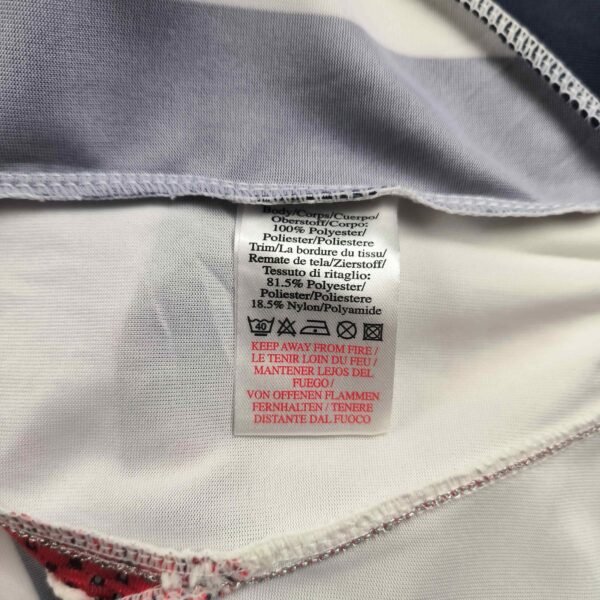 Body/Corps/Cuerpo/
Oberstoff/Corpo:
100% Polyester/
Poliester/Poliestere
Trim/La bordure du tissu/
Remate de tela/Zierstoff/
Tessuto di ritaglio:
81.5% Polyester/
Poliester/Poliestere
18.5% Nylon/Polyamide
40
KEEP AWAY FROM FIRE/
LE TENIR LOIN DU FEU/
MANTENER LEJOS DEL
FUEGO/
VON OFFENEN FLAMMEN
FERNHALTEN/ TENERE
DISTANTE DAL FUOCO